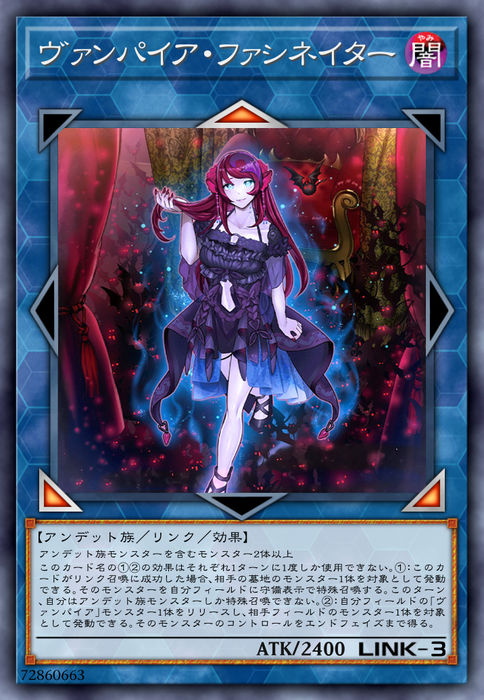 ヴァンパイア・ファシネイター
やみ
闇
【アンデット族／リンク／効果】
アンデット族モンスターを含むモンスター2体以上
このカード名の①②の効果はそれぞれ1ターンに1度しか使用できない。①：このカ
ードがリンク召喚に成功した場合、相手の墓地のモンスター1体を対象として発動
できる。そのモンスターを自分フィールドに守備表示で特殊召喚する。このターン
、自分はアンデット族モンスターしか特殊召喚できない。②：自分フィールドの「ヴ
ァンパイア」モンスター1体をリリースし、相手フィールドのモンスター1体を対象
として発動できる。そのモンスターのコントロールをエンドフェイズまで得る。
ATK/2400 LINK-3
72860663